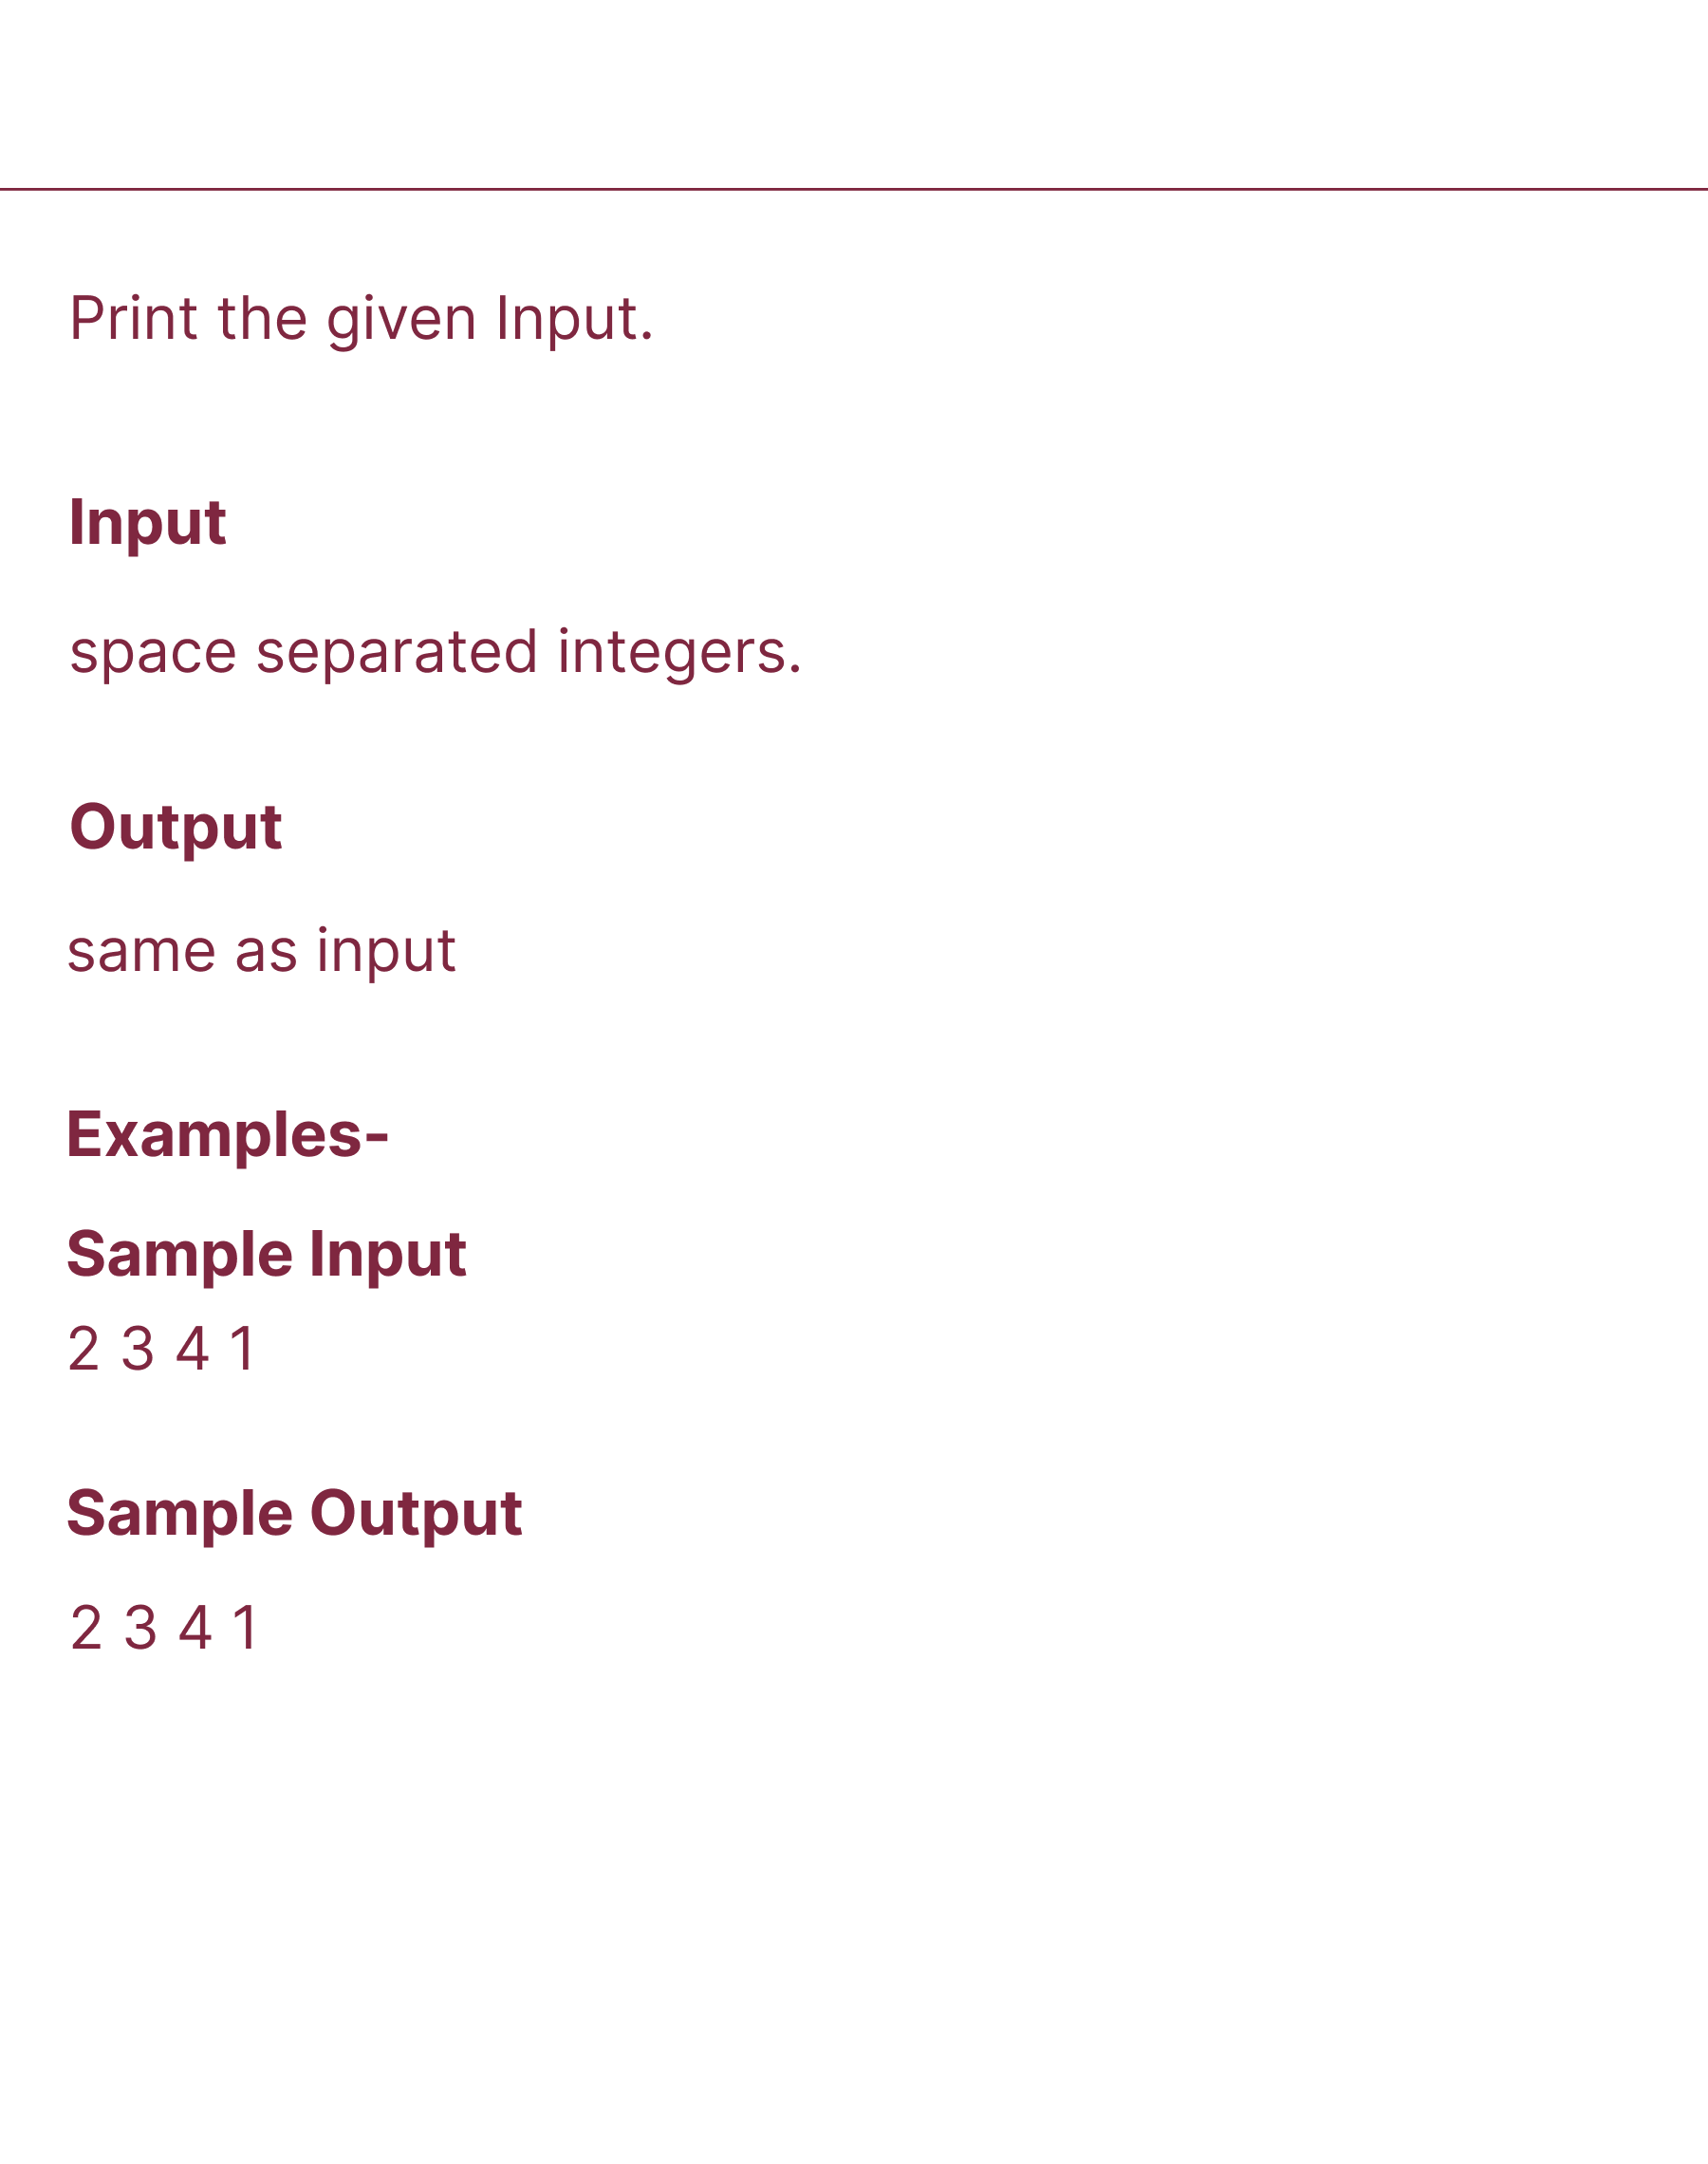 Print the given Input.
Input
space separated integers.
Output
same as input
Examples-
Sample Input
2 3 4 1
Sample Output
2 3 4 1